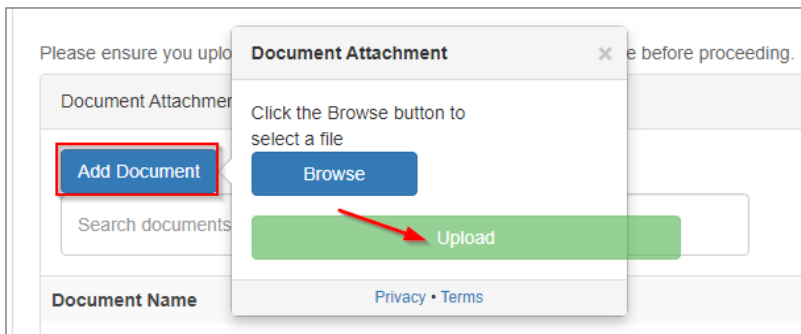 Please ensure you uplo
e before proceeding.
Document Attachmen
Add Document
Search documents
Document Name
Document Attachment ×
Click the Browse button to
select a file
Browse
Upload
Privacy • Terms